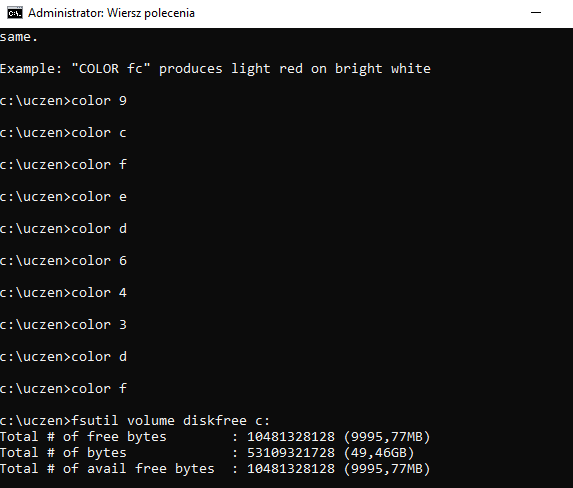 Administrator: Wiersz polecenia
same.
Example: "COLOR fc" produces light red on bright white
c:\uczen>color 9
c:\uczen>color c
c:\uczen>color f
c:\uczen>color e
c:\uczen>color d
c:\uczen>color 6
c:\uczen>color 4
c:\uczen>color 3
c:\uczen>color d
c:\uczen>color f
c:\uczen>fsutil volume diskfree c:
Total # of free bytes        : 10481328128 (9995,77MB)
Total # of bytes             : 53109321728 (49,46GB)
Total # of avail free bytes  : 10481328128 (9995,77MB)